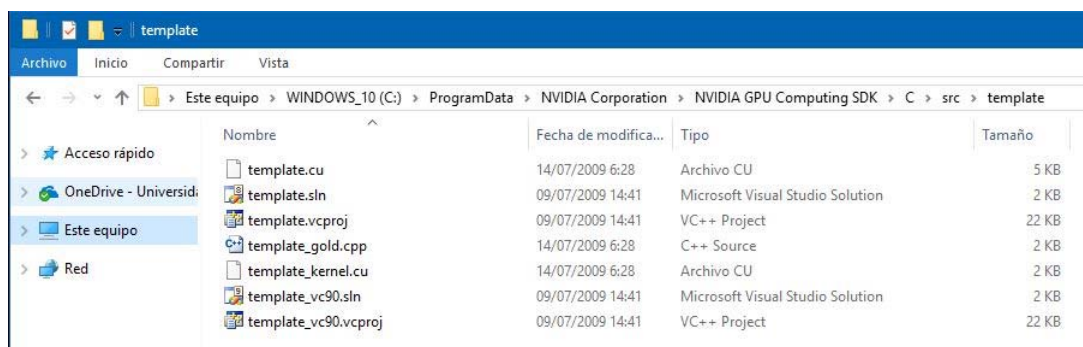 template
Archivo Inicio Compartir Vista
Este equipo > WINDOWS_10 (C:) > ProgramData > NVIDIA Corporation > NVIDIA GPU Computing SDK > C > src > template
Nombre Fecha de modifica... Tipo Tamaño
Acceso rápido
OneDrive - Universida
Este equipo
Red
template.cu 14/07/2009 6:28 Archivo CU 5 KB
template.sln 09/07/2009 14:41 Microsoft Visual Studio Solution 2 KB
template.vcproj 09/07/2009 14:41 VC++ Project 22 KB
template_gold.cpp 14/07/2009 6:28 C++ Source 2 KB
template_kernel.cu 14/07/2009 6:28 Archivo CU 2 KB
template_vc90.sln 09/07/2009 14:41 Microsoft Visual Studio Solution 2 KB
template_vc90.vcproj 09/07/2009 14:41 VC++ Project 22 KB